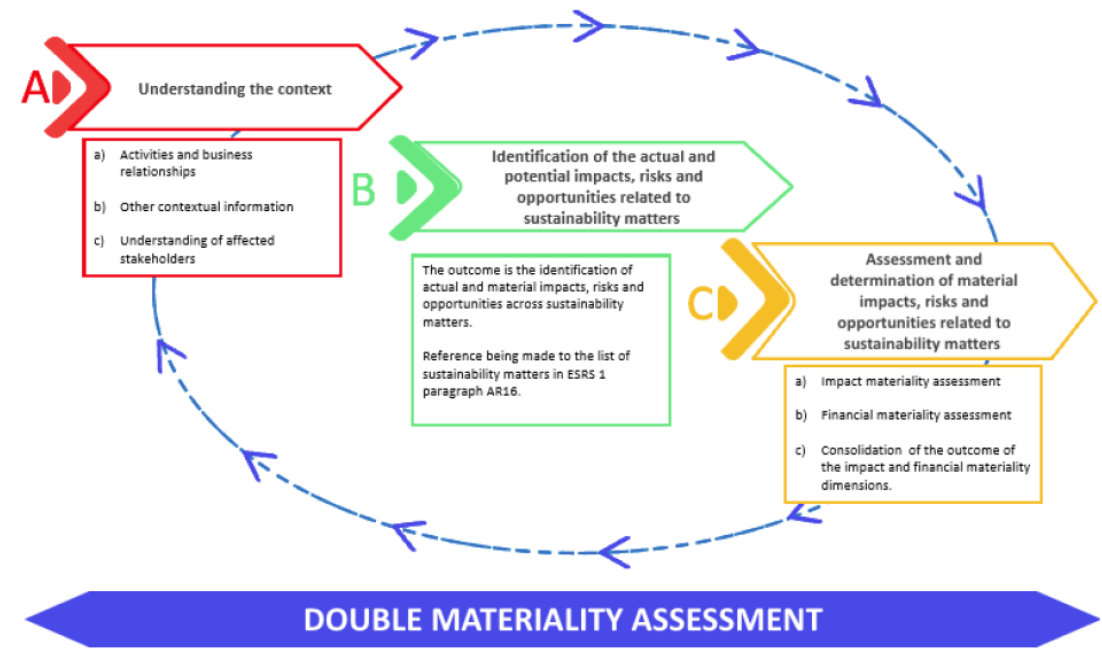 A
Understanding the context
a) Activities and business
relationships
b) Other contextual information
c) Understanding of affected
stakeholders
B
Identification of the actual and
potential impacts, risks and
opportunities related to
sustainability matters
The outcome is the identification of
actual and material impacts, risks and
opportunities across sustainability
matters.
Reference being made to the list of
sustainability matters in ESRS 1
paragraph AR16.
C
Assessment and
determination of material
impacts, risks and
opportunities related to
sustainability matters
a) Impact materiality assessment
b) Financial materiality assessment
c) Consolidation of the outcome of
the impact and financial materiality
dimensions.
DOUBLE MATERIALITY ASSESSMENT